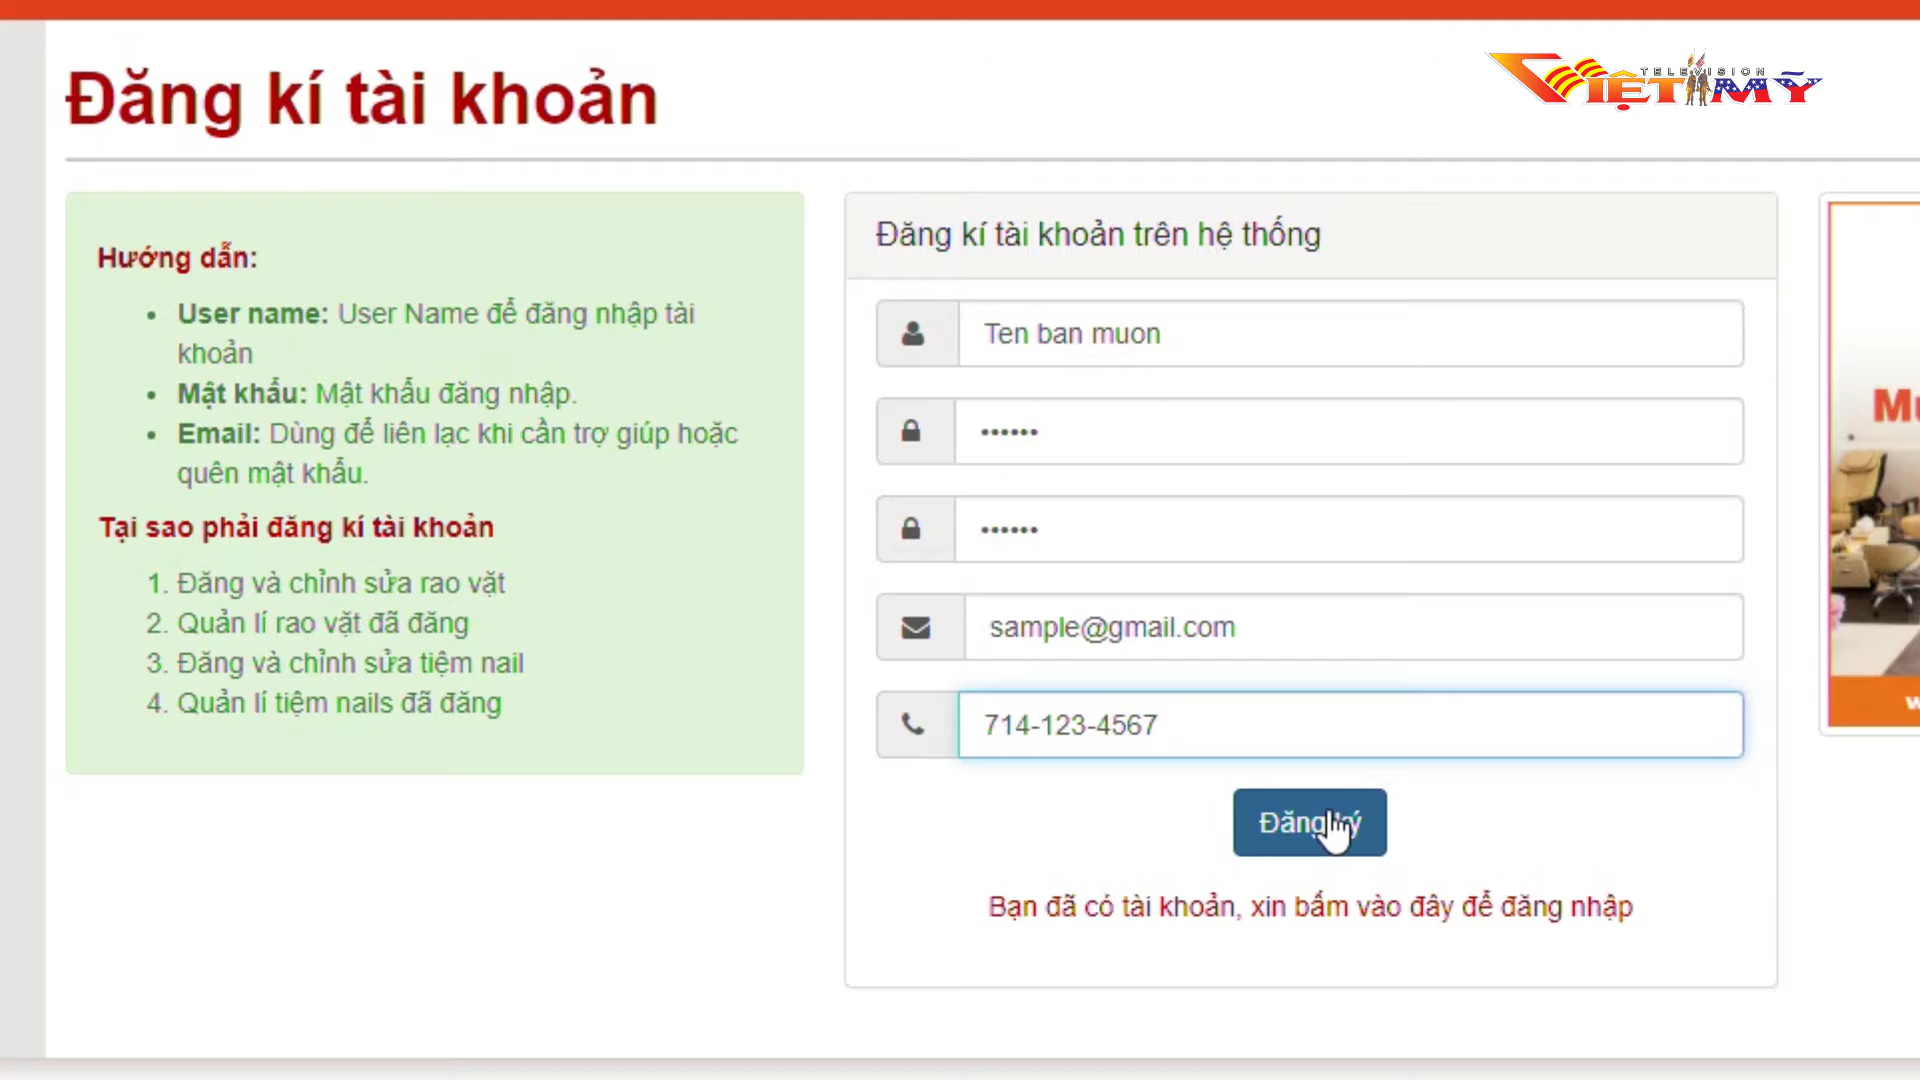 Đăng kí tài khoản
TELEVISION
VIỆT MỸ
Hướng dẫn:
User name: User Name để đăng nhập tài
khoản
Mật khẩu: Mật khẩu đăng nhập.
Email: Dùng để liên lạc khi cần trợ giúp hoặc
quên mật khẩu.
Tại sao phải đăng kí tài khoản
1. Đăng và chỉnh sửa rao vặt
2. Quản lí rao vặt đã đăng
3. Đăng và chỉnh sửa tiệm nail
4. Quản lí tiệm nails đã đăng
Đăng kí tài khoản trên hệ thống
Ten ban muon
••••••
••••••
sample@gmail.com
714-123-4567
Đăng ký
Bạn đã có tài khoản, xin bấm vào đây để đăng nhập